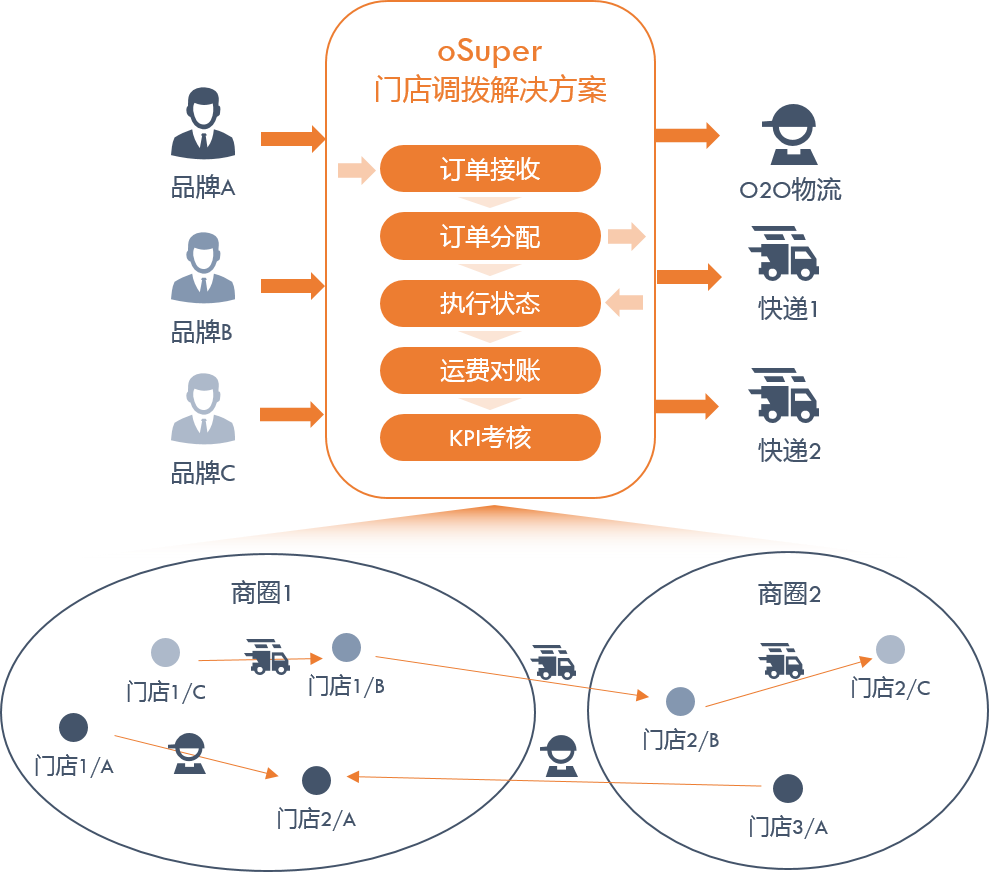 oSuper
门店调拨解决方案
品牌A
品牌B
品牌C
订单接收
订单分配
执行状态
运费对账
KPI考核
O2O物流
快递1
快递2
商圈1
门店1/C
门店1/B
门店1/A
门店2/A
商圈2
门店2/C
门店2/B
门店3/A